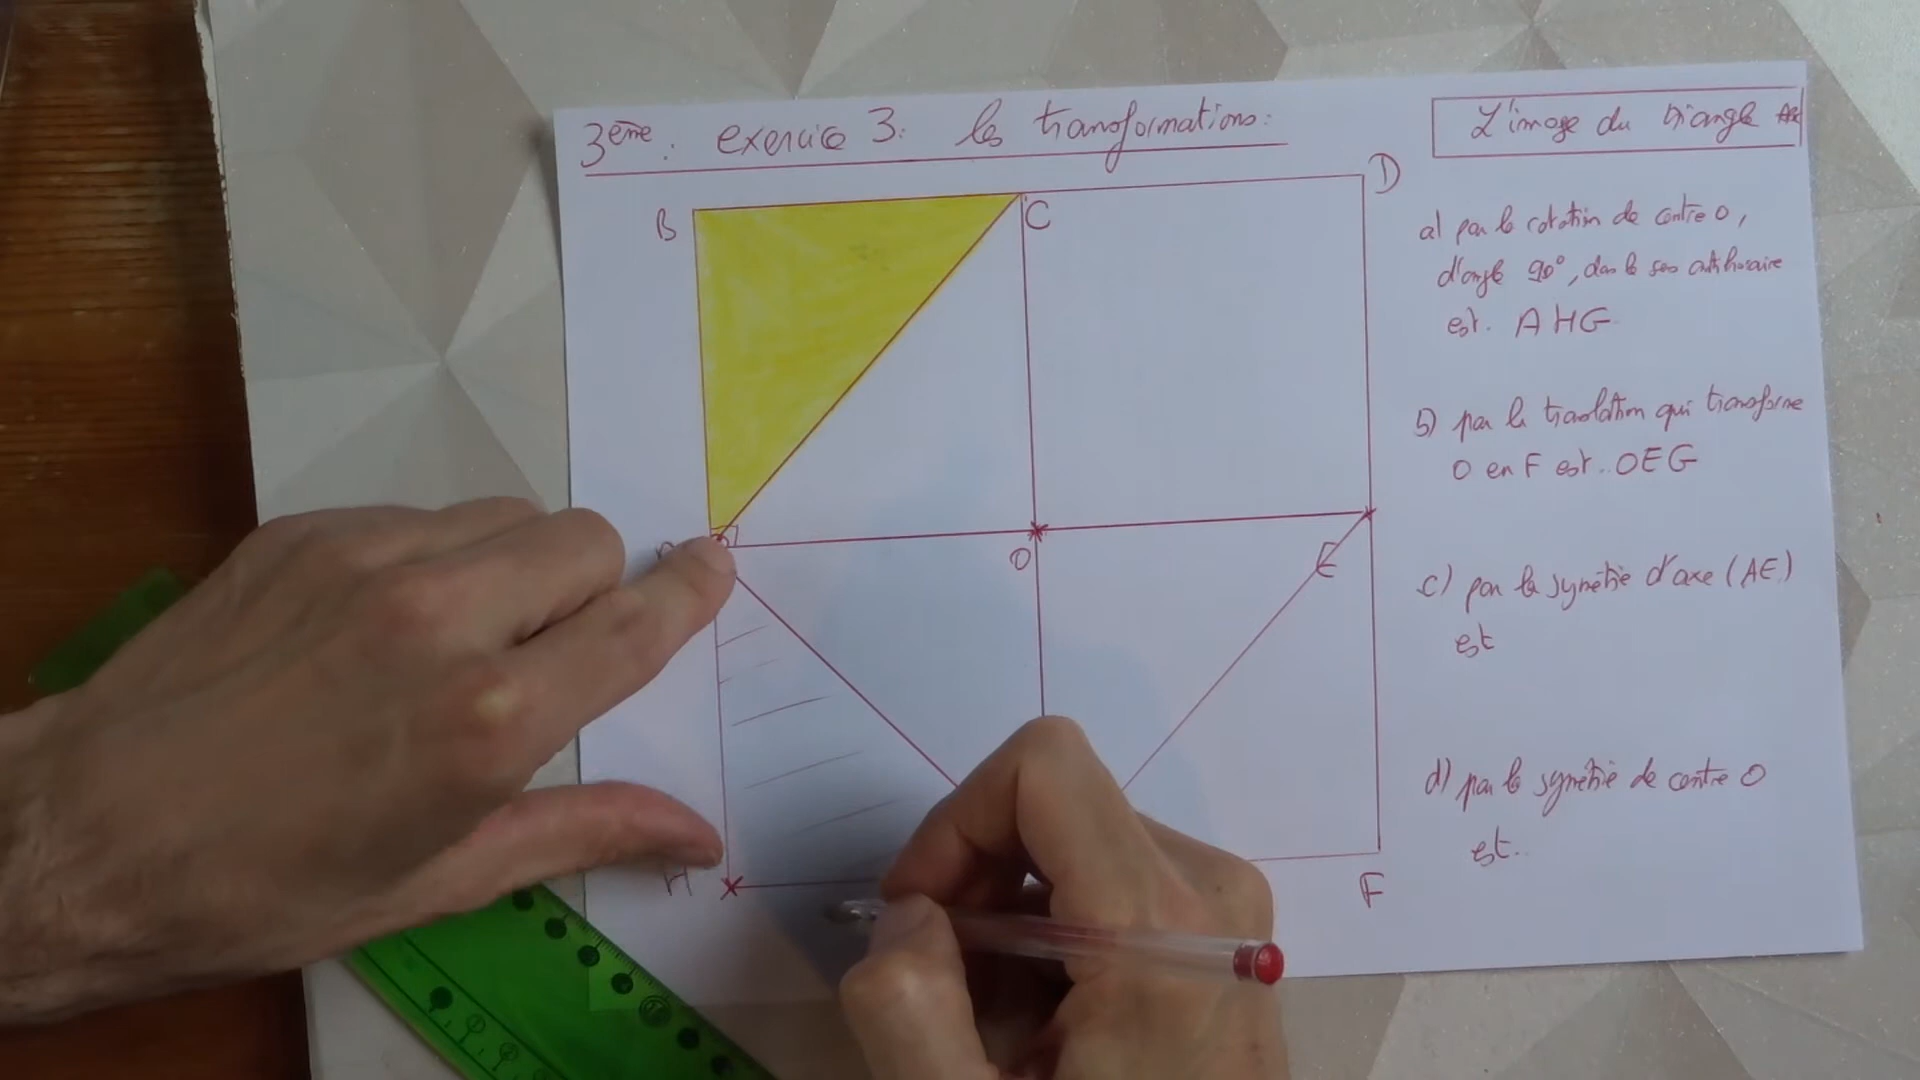 3ème : exercice 3 : les transformations :
L'image du triangle
B
C
D
O
E
H
F
a) par la rotation de centre O,
d'angle 90°, dans le sens antihoraire
est. AHG
b) par la translation qui transforme
O en F est.. OEG
c) par la symétrie d'axe (AE)
est
d) par la symétrie de centre O
est..